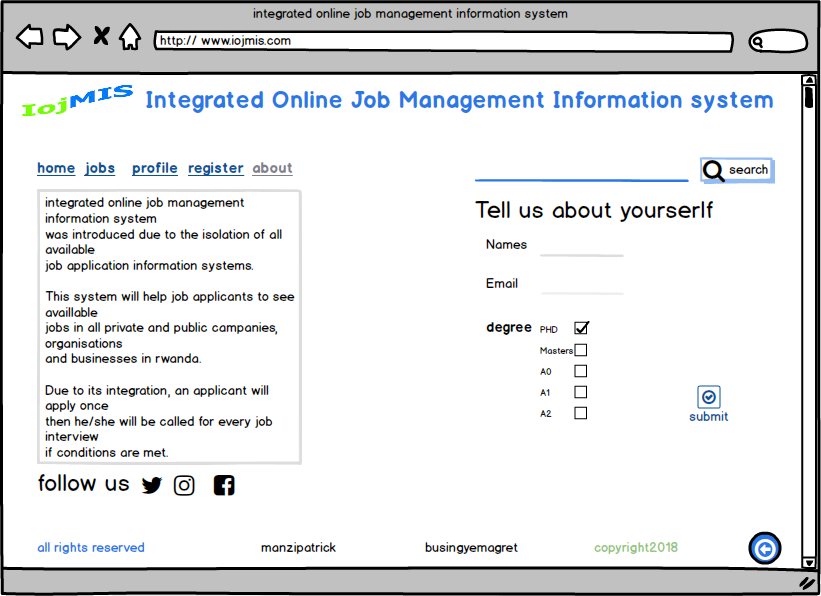 integrated online job management information system
http:// www.iojmis.com
IojMIS Integrated Online Job Management Information system
home jobs profile register about
search
integrated online job management
information system
was introduced due to the isolation of all
available
job application information systems.
This system will help job applicants to see
availlable
jobs in all private and public campanies,
organisations
and businesses in rwanda.
Due to its integration, an applicant will
apply once
then he/she will be called for every job
interview
if conditions are met.
follow us
Tell us about yourserlf
Names
Email
degree PHD
Masters
A0
A1
A2
submit
all rights reserved manzipatrick busingyemagret copyright2018